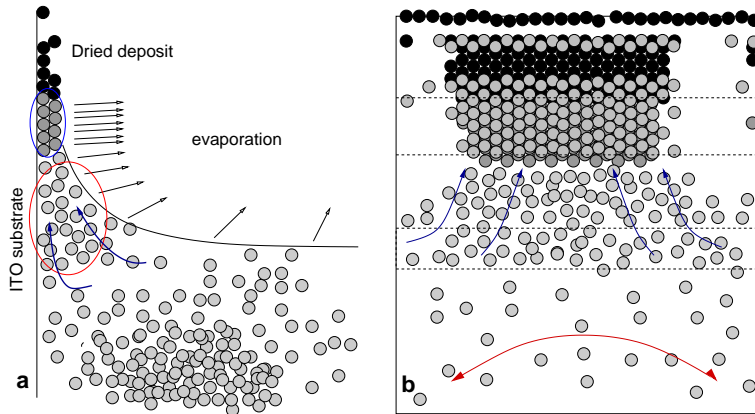 Dried deposit
evaporation
ITO substrate
a
b